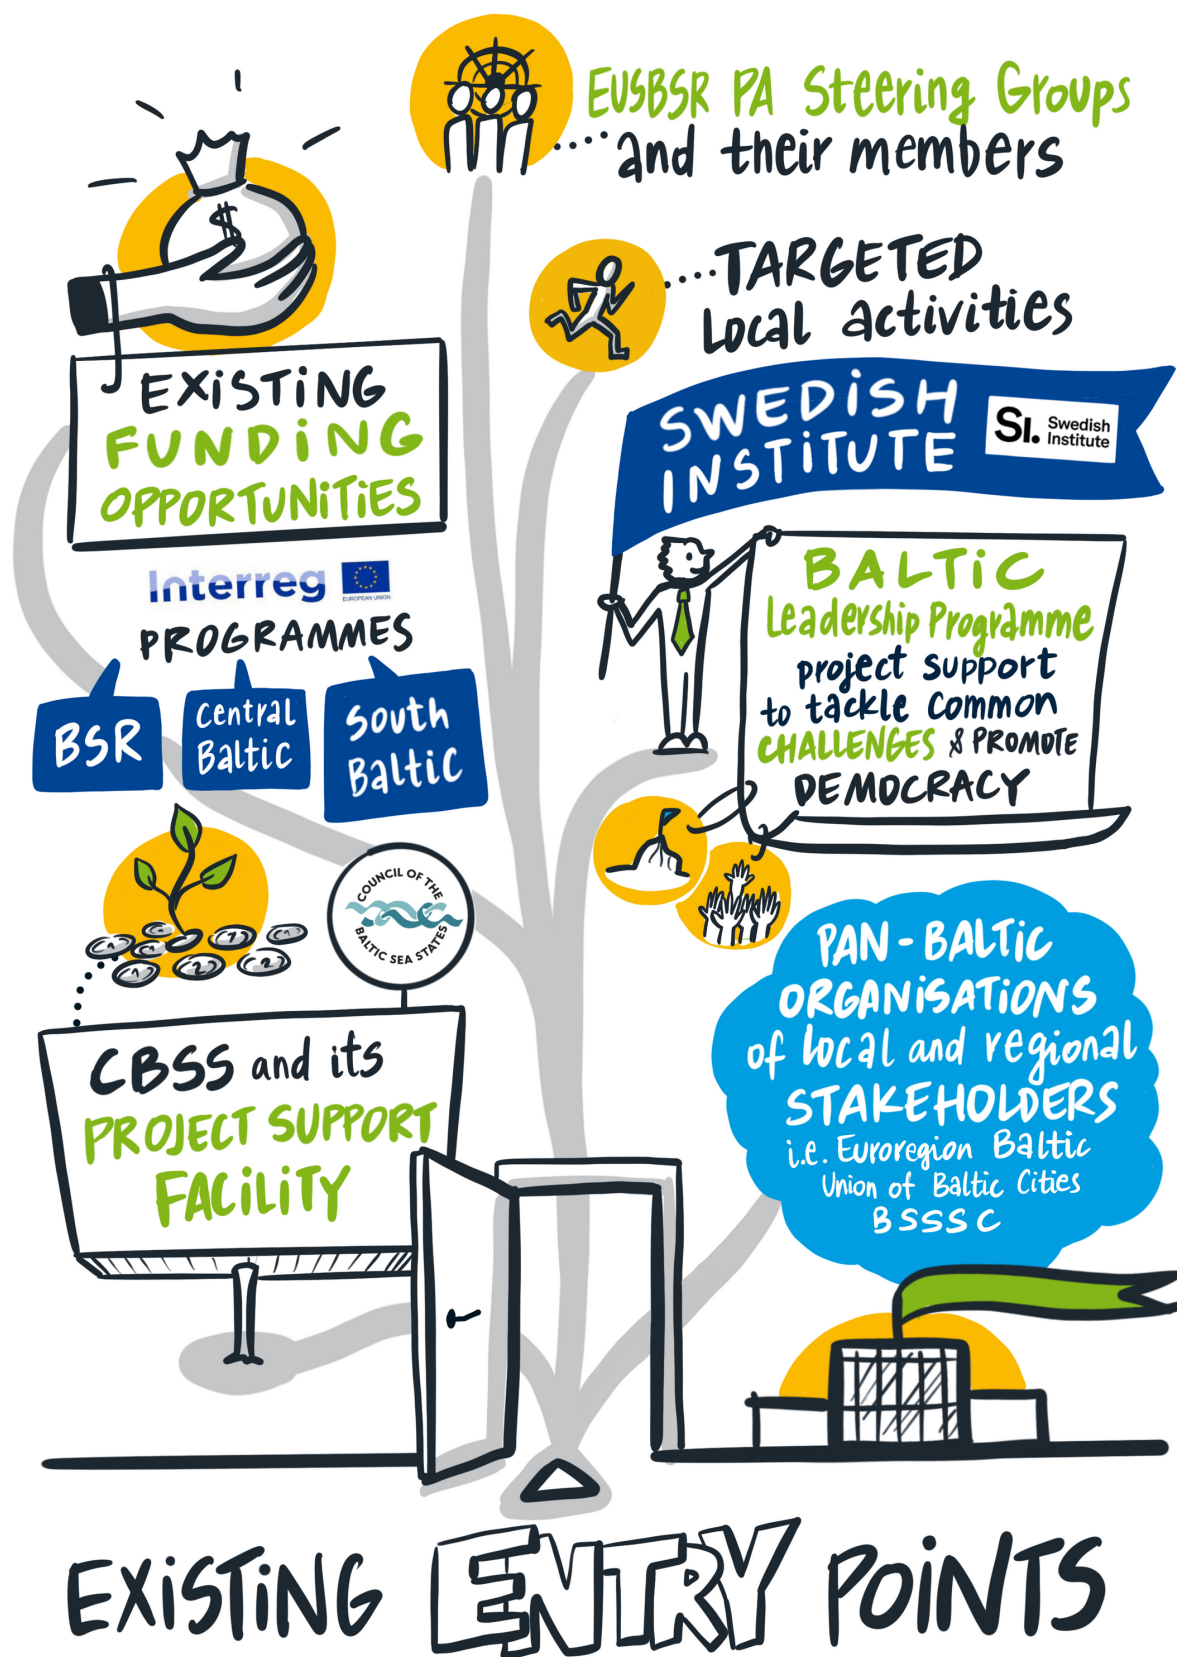 EUSBSR PA Steering Groups
and their members
$
TARGETED
Local activities
EXISTING
FUNDING
OPPORTUNITIES
SWEDISH
INSTITUTE
SI. Swedish
Institute
Interreg
EUROPEAN UNION
PROGRAMMES
BSR
Central
Baltic
South
Baltic
BALTIC
Leadership Programme
project support
to tackle common
CHALLENGES & PROMOTE
DEMOCRACY
COUNCIL OF THE
BALTIC SEA STATES
CBSS and its
PROJECT SUPPORT
FACILITY
PAN-BALTIC
ORGANISATIONS
of local and regional
STAKEHOLDERS
i.e. Euroregion Baltic
Union of Baltic Cities
BSSSC
EXISTING ENTRY POINTS